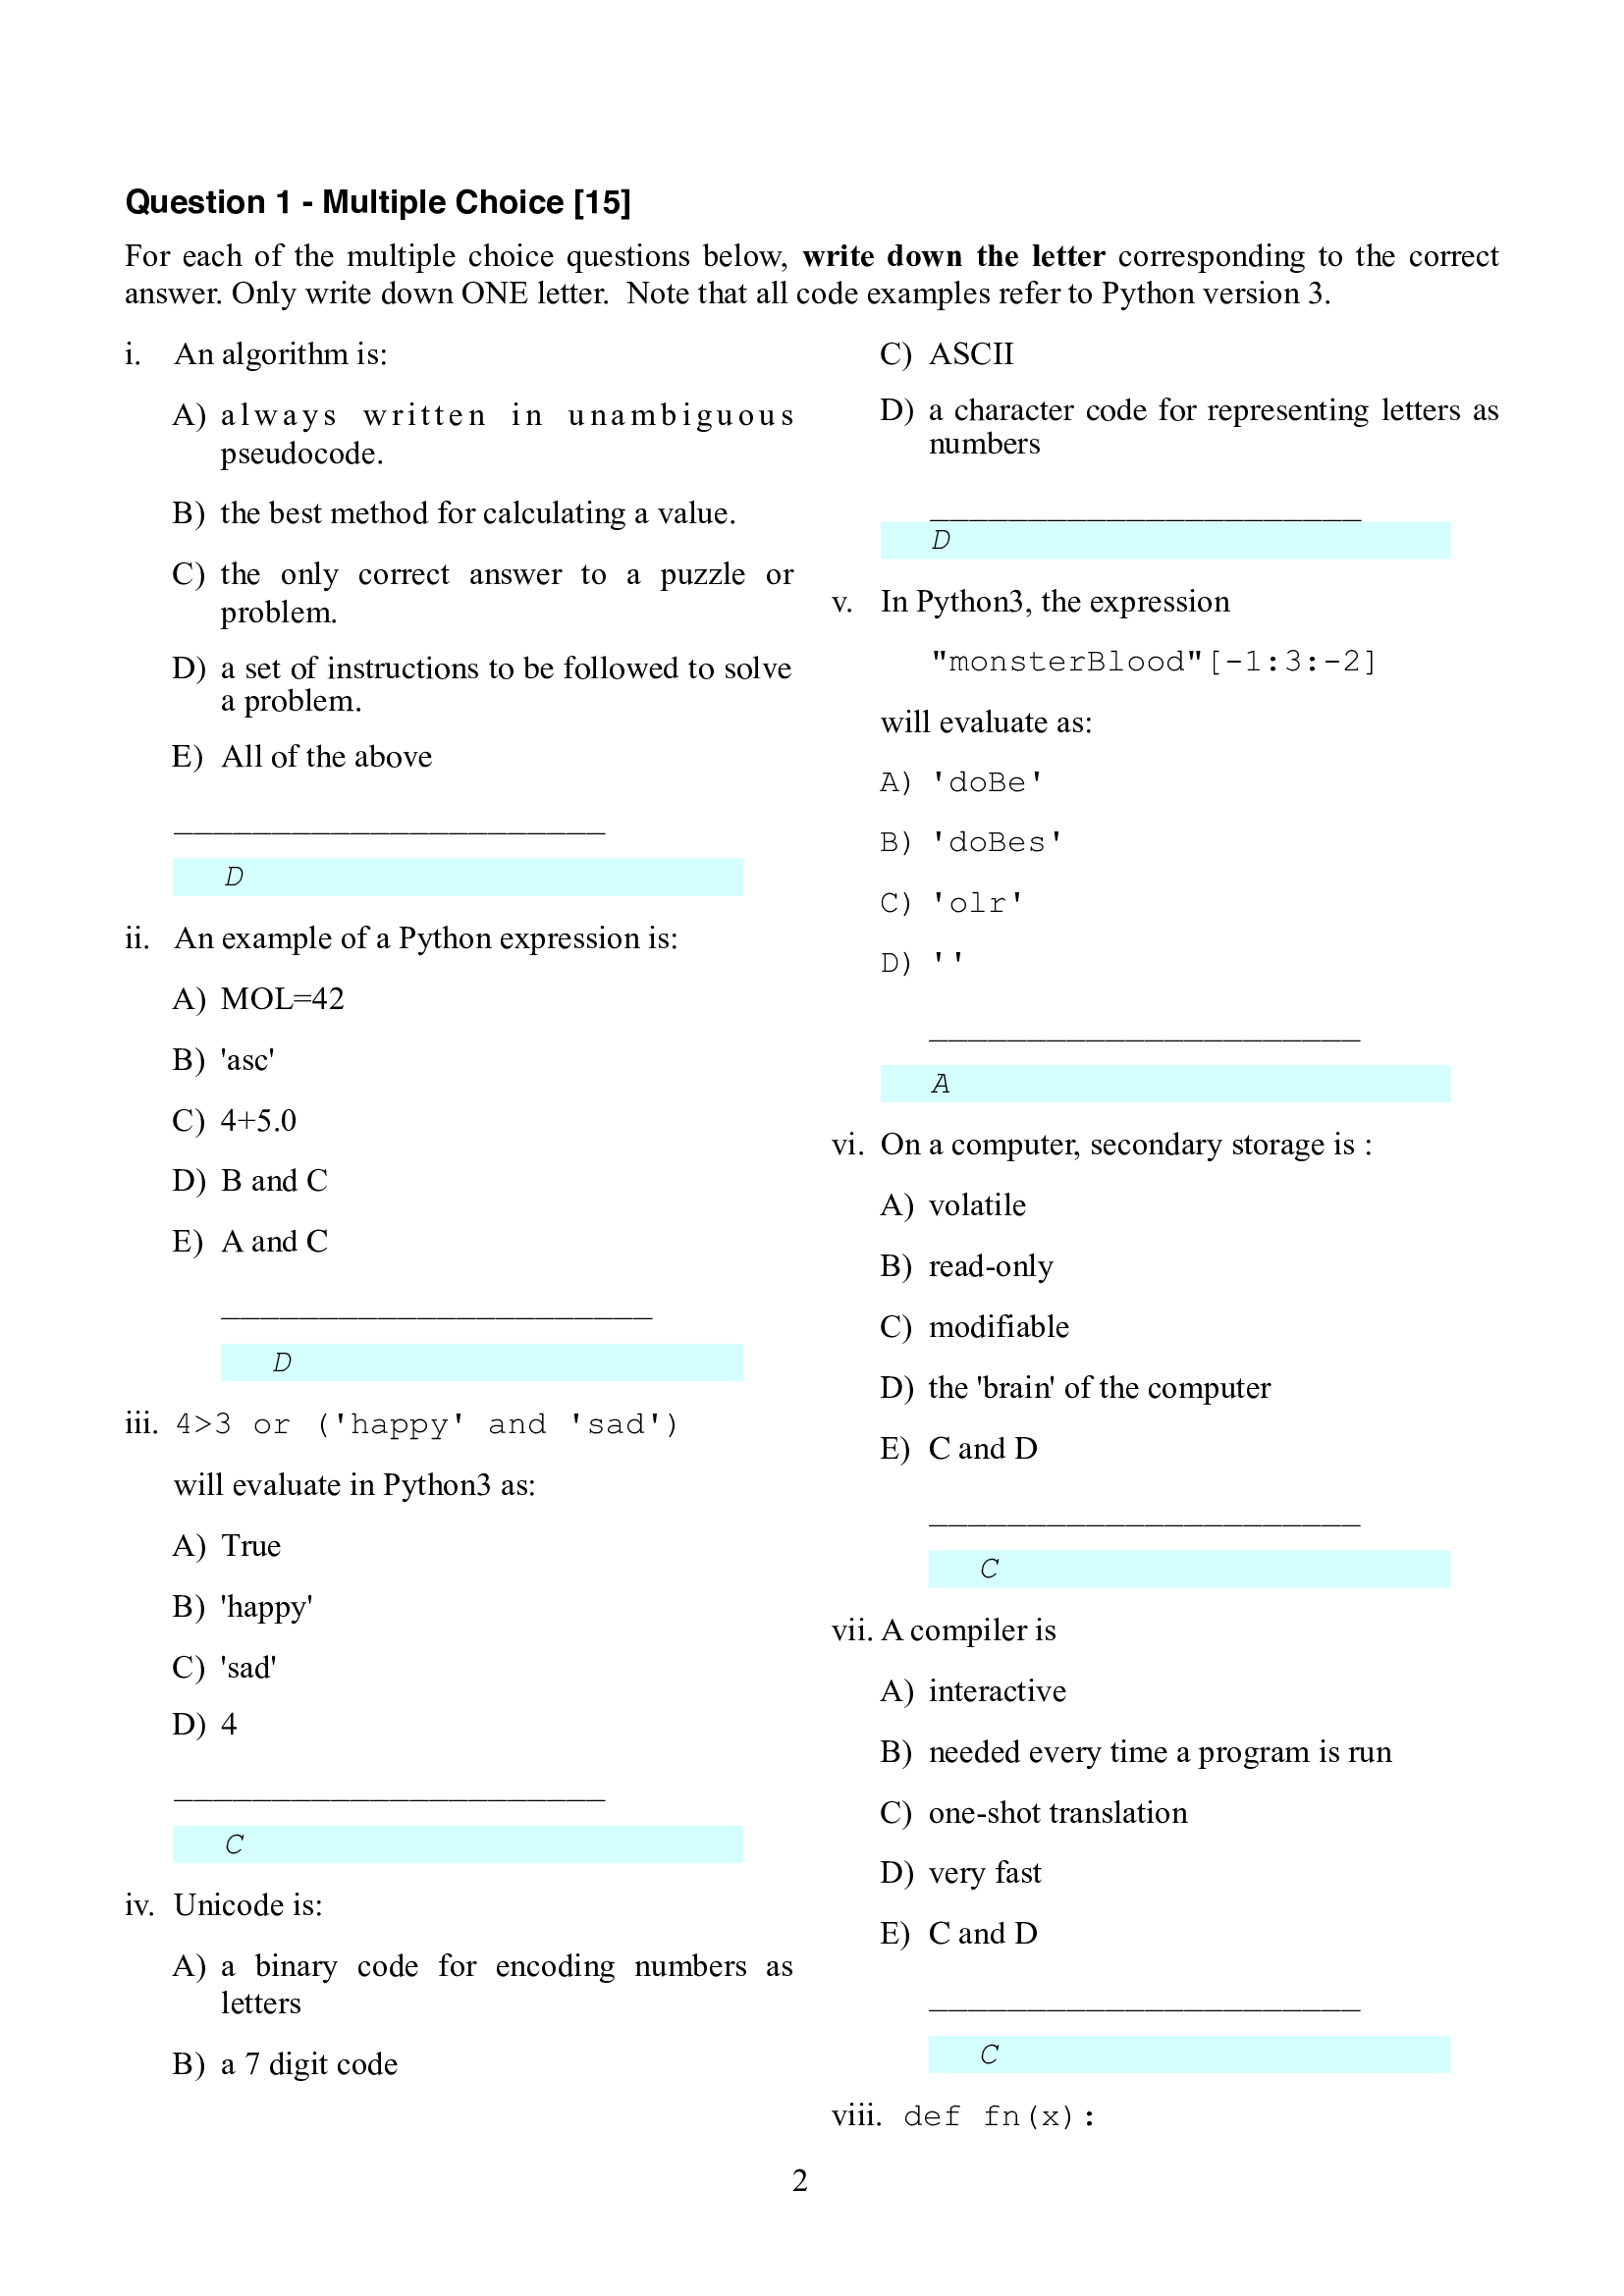 Question 1 - Multiple Choice [15]
For each of the multiple choice questions below, write down the letter corresponding to the correct
answer. Only write down ONE letter.  Note that all code examples refer to Python version 3.
i. An algorithm is:
A) always written in unambiguous
pseudocode.
B) the best method for calculating a value.
C) the only correct answer to a puzzle or
problem.
D) a set of instructions to be followed to solve
a problem.
E) All of the above
______________________
D
ii. An example of a Python expression is:
A) MOL=42
B) 'asc'
C) 4+5.0
D) B and C
E) A and C
______________________
D
iii. 4>3 or ('happy' and 'sad')
will evaluate in Python3 as:
A) True
B) 'happy'
C) 'sad'
D) 4
______________________
C
iv. Unicode is:
A) a binary code for encoding numbers as
letters
B) a 7 digit code
C) ASCII
D) a character code for representing letters as
numbers
______________________
D
v. In Python3, the expression
"monsterBlood"[-1:3:-2]
will evaluate as:
A) 'doBe'
B) 'doBes'
C) 'olr'
D) ''
______________________
A
vi. On a computer, secondary storage is :
A) volatile
B) read-only
C) modifiable
D) the 'brain' of the computer
E) C and D
______________________
C
vii. A compiler is
A) interactive
B) needed every time a program is run
C) one-shot translation
D) very fast
E) C and D
______________________
C
viii. def fn(x):
2